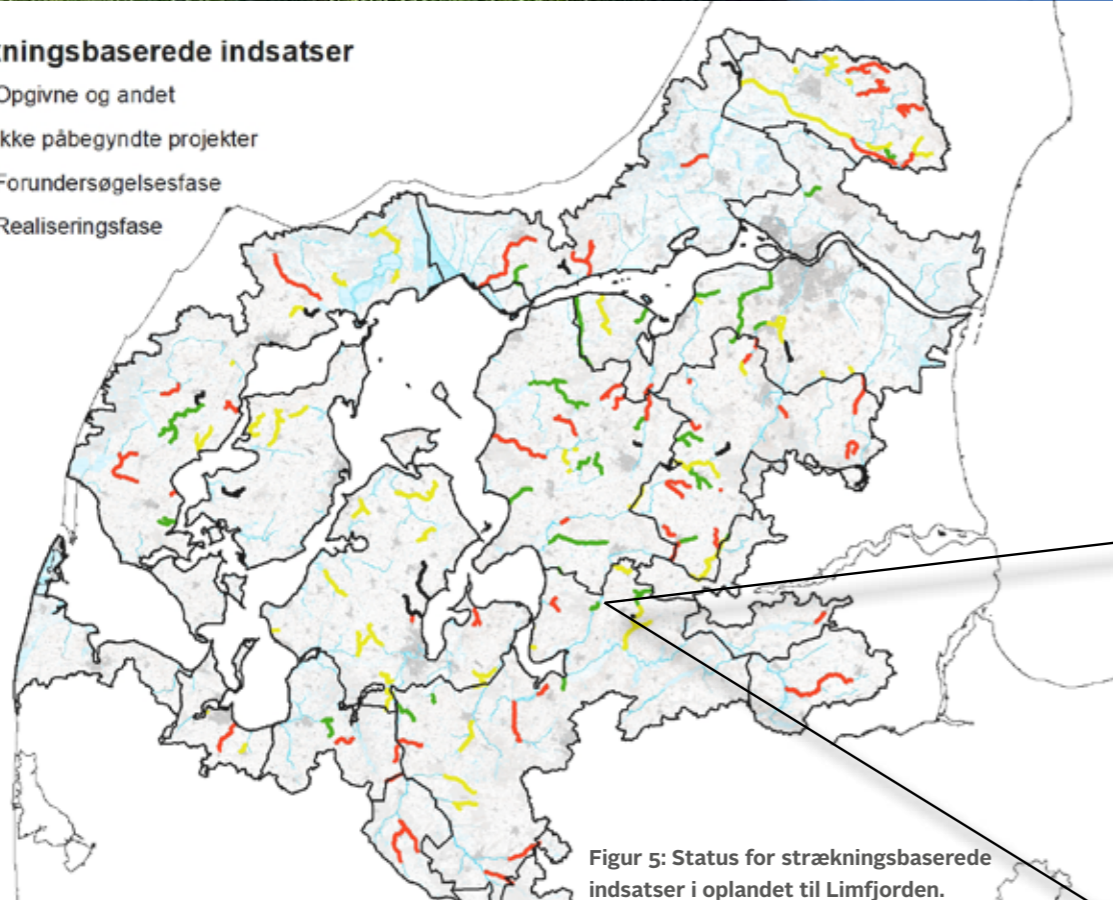 kningsbaserede indsatser
Opgivne og andet
kke påbegyndte projekter
Forundersøgelsesfase
Realiseringsfase
Figur 5: Status for strækningsbaserede
indsatser i oplandet til Limfjorden.